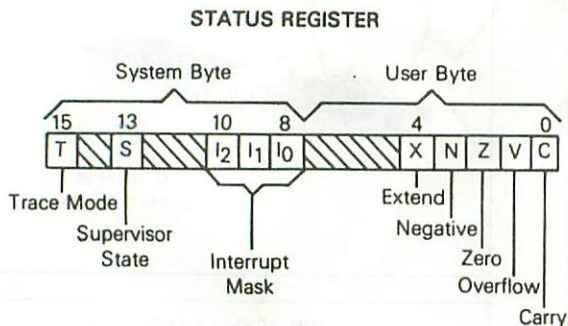 STATUS REGISTER
System Byte User Byte
15 13 10 8 4 0
T S I2 I1 I0 X N Z V C
Trace Mode
Supervisor
State
Interrupt
Mask
Extend
Negative
Zero
Overflow
Carry